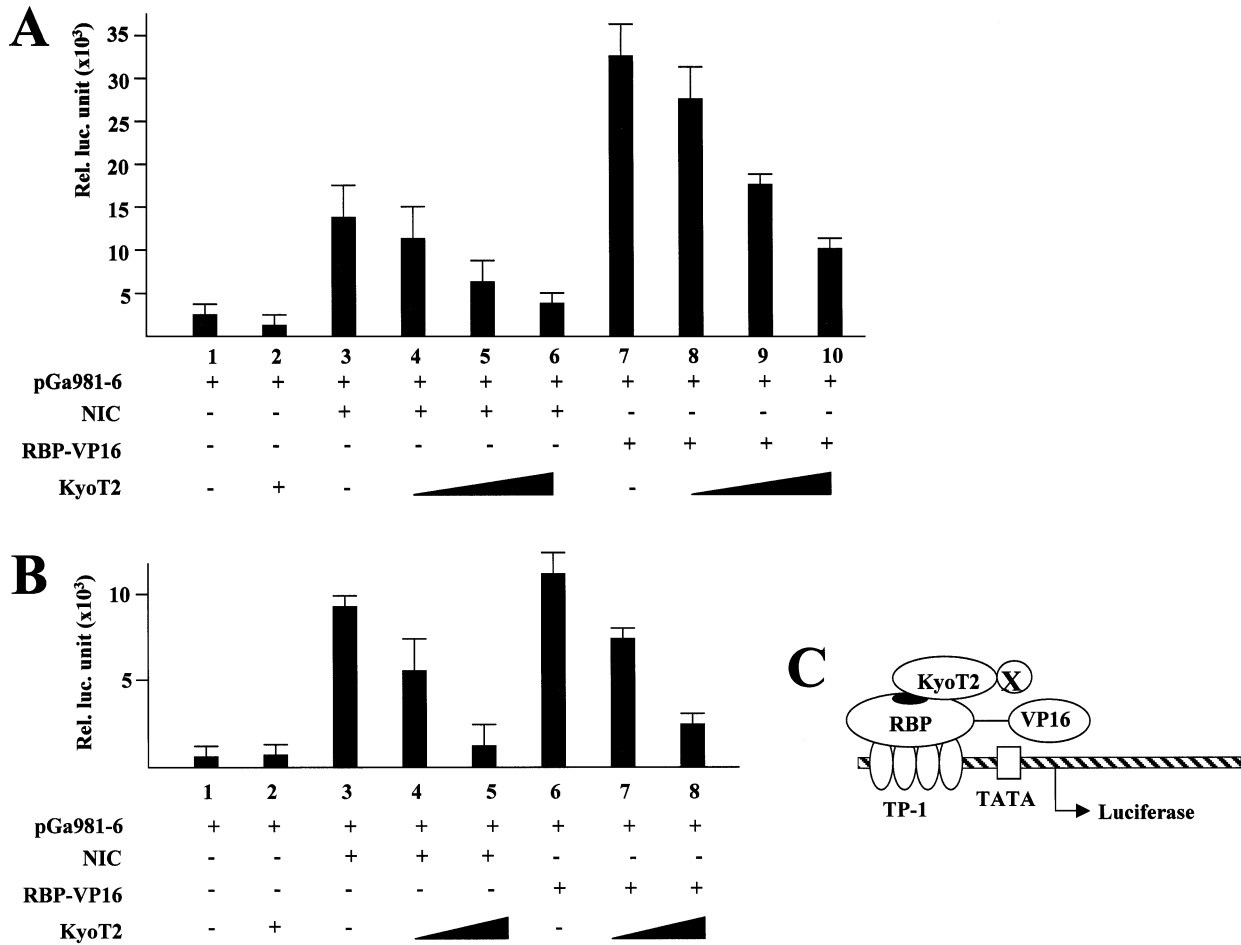 A
Rel. luc. unit (x10³)
35
30
25
20
15
10
5
1 2 3 4 5 6 7 8 9 10
pGa981-6 + + + + + + + + + +
NIC - - + + + + - - - -
RBP-VP16 - - - - - - + + + +
KyoT2 - + - -
B
Rel. luc. unit (x10³)
10
5
1 2 3 4 5 6 7 8
pGa981-6 + + + + + + + +
NIC - - + + + - - -
RBP-VP16 - - - - - + + +
KyoT2 - + - -
C
KyoT2 X
RBP VP16
TP-1 TATA
Luciferase